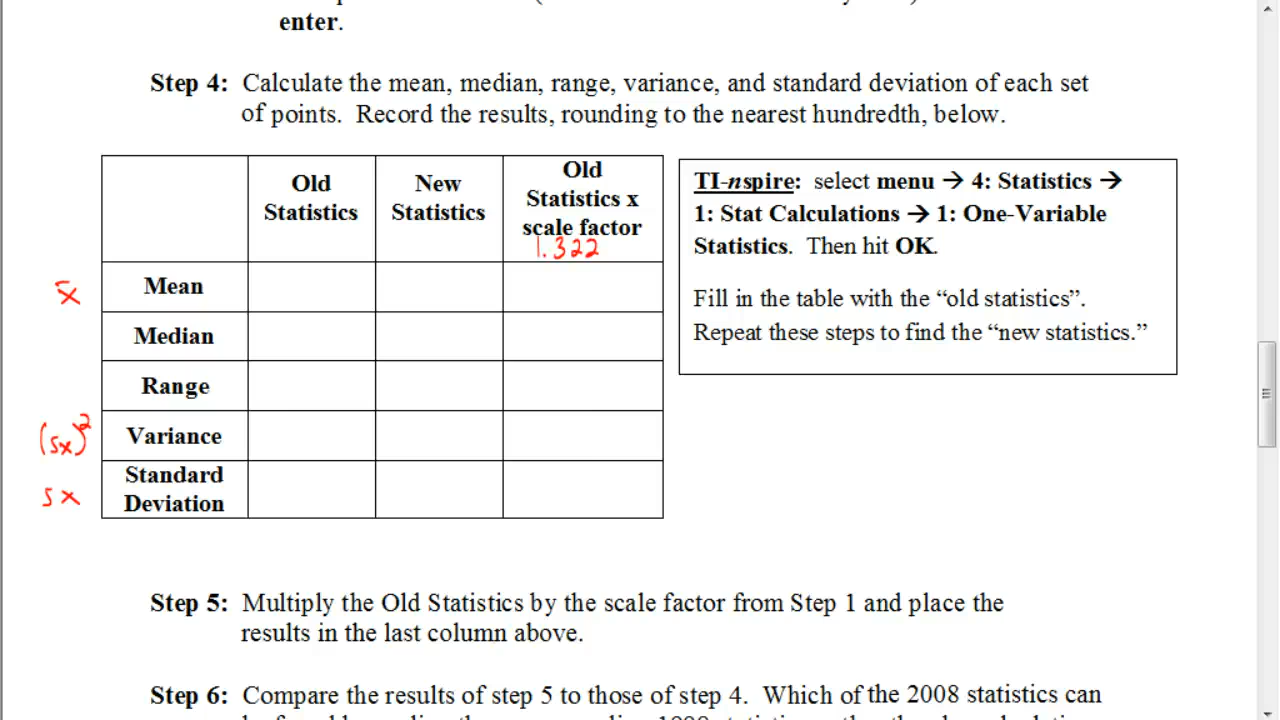 enter.
Step 4: Calculate the mean, median, range, variance, and standard deviation of each set
of points. Record the results, rounding to the nearest hundredth, below.
Old Statistics
New Statistics
Old Statistics x scale factor
1.322
x̄ Mean
Median
Range
(sx)² Variance
sx Standard Deviation
TI-nspire: select menu → 4: Statistics →
1: Stat Calculations → 1: One-Variable
Statistics. Then hit OK.
Fill in the table with the “old statistics”.
Repeat these steps to find the “new statistics.”
Step 5: Multiply the Old Statistics by the scale factor from Step 1 and place the
results in the last column above.
Step 6: Compare the results of step 5 to those of step 4. Which of the 2008 statistics can